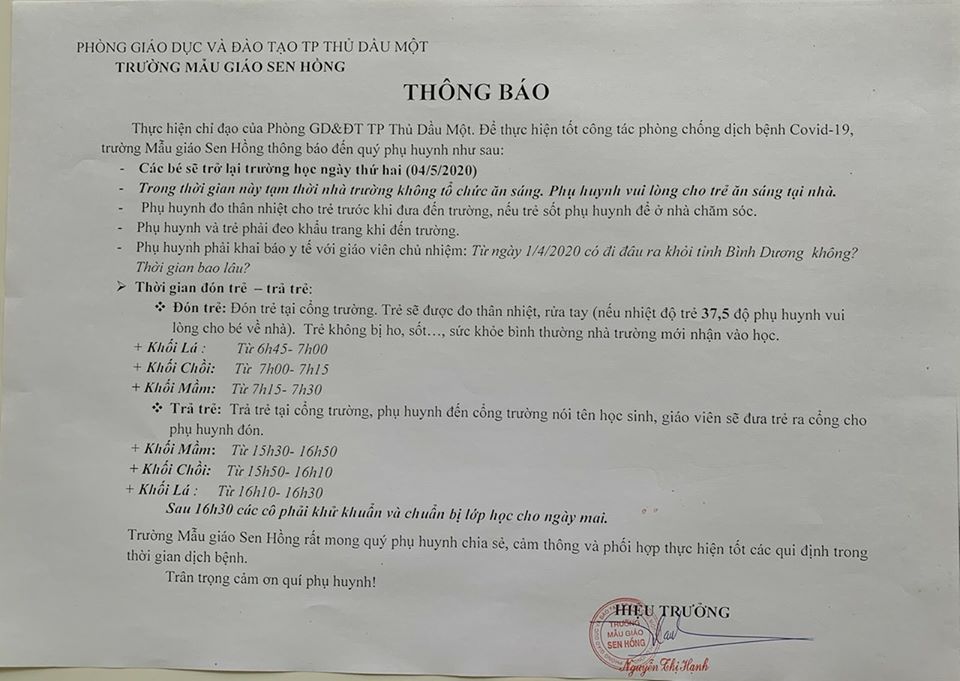 PHÒNG GIÁO DỤC VÀ ĐÀO TẠO TP THỦ DẦU MỘT
TRƯỜNG MẪU GIÁO SEN HỒNG
THÔNG BÁO
Thực hiện chỉ đạo của Phòng GD&ĐT TP Thủ Dầu Một. Để thực hiện tốt công tác phòng chống dịch bệnh Covid-19,
trường Mẫu giáo Sen Hồng thông báo đến quý phụ huynh như sau:
- Các bé sẽ trở lại trường học ngày thứ hai (04/5/2020)
- Trong thời gian này tạm thời nhà trường không tổ chức ăn sáng. Phụ huynh vui lòng cho trẻ ăn sáng tại nhà.
- Phụ huynh đo thân nhiệt cho trẻ trước khi đưa đến trường, nếu trẻ sốt phụ huynh để ở nhà chăm sóc.
- Phụ huynh và trẻ phải đeo khẩu trang khi đến trường.
- Phụ huynh phải khai báo y tế với giáo viên chủ nhiệm: Từ ngày 1/4/2020 có đi đâu ra khỏi tỉnh Bình Dương không?
Thời gian bao lâu?
➢ Thời gian đón trẻ – trả trẻ:
❖ Đón trẻ: Đón trẻ tại cổng trường. Trẻ sẽ được đo thân nhiệt, rửa tay (nếu nhiệt độ trẻ 37,5 độ phụ huynh vui
lòng cho bé về nhà). Trẻ không bị ho, sốt…, sức khỏe bình thường nhà trường mới nhận vào học.
+ Khối Lá : Từ 6h45- 7h00
+ Khối Chồi: Từ 7h00- 7h15
+ Khối Mầm: Từ 7h15- 7h30
❖ Trả trẻ: Trả trẻ tại cổng trường, phụ huynh đến cổng trường nói tên học sinh, giáo viên sẽ đưa trẻ ra cổng cho
phụ huynh đón.
+ Khối Mầm: Từ 15h30- 16h50
+ Khối Chồi: Từ 15h50- 16h10
+ Khối Lá : Từ 16h10- 16h30
Sau 16h30 các cô phải khử khuẩn và chuẩn bị lớp học cho ngày mai.
Trường Mẫu giáo Sen Hồng rất mong quý phụ huynh chia sẻ, cảm thông và phối hợp thực hiện tốt các qui định trong
thời gian dịch bệnh.
Trân trọng cảm ơn quí phụ huynh!
HIỆU TRƯỞNG
TRƯỜNG
MẪU GIÁO
SEN HỒNG
Nguyễn Thị Hạnh